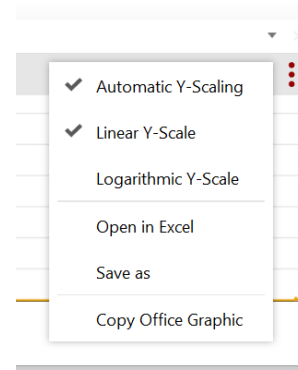 Automatic Y-Scaling
Linear Y-Scale
Logarithmic Y-Scale
Open in Excel
Save as
Copy Office Graphic